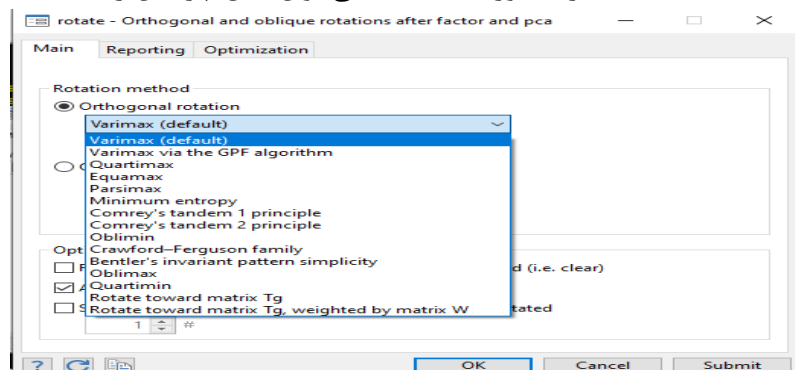 rotate - Orthogonal and oblique rotations after factor and pca
Main Reporting Optimization
Rotation method
Orthogonal rotation
Varimax (default)
Varimax (default)
Varimax via the GPF algorithm
Quartimax
Equamax
Parsimax
Minimum entropy
Comrey's tandem 1 principle
Comrey's tandem 2 principle
Oblimin
Crawford–Ferguson family
Bentler's invariant pattern simplicity
d (i.e. clear)
Oblimax
Quartimin
Rotate toward matrix Tg
Rotate toward matrix Tg, weighted by matrix W
tated
1 #
? OK Cancel Submit